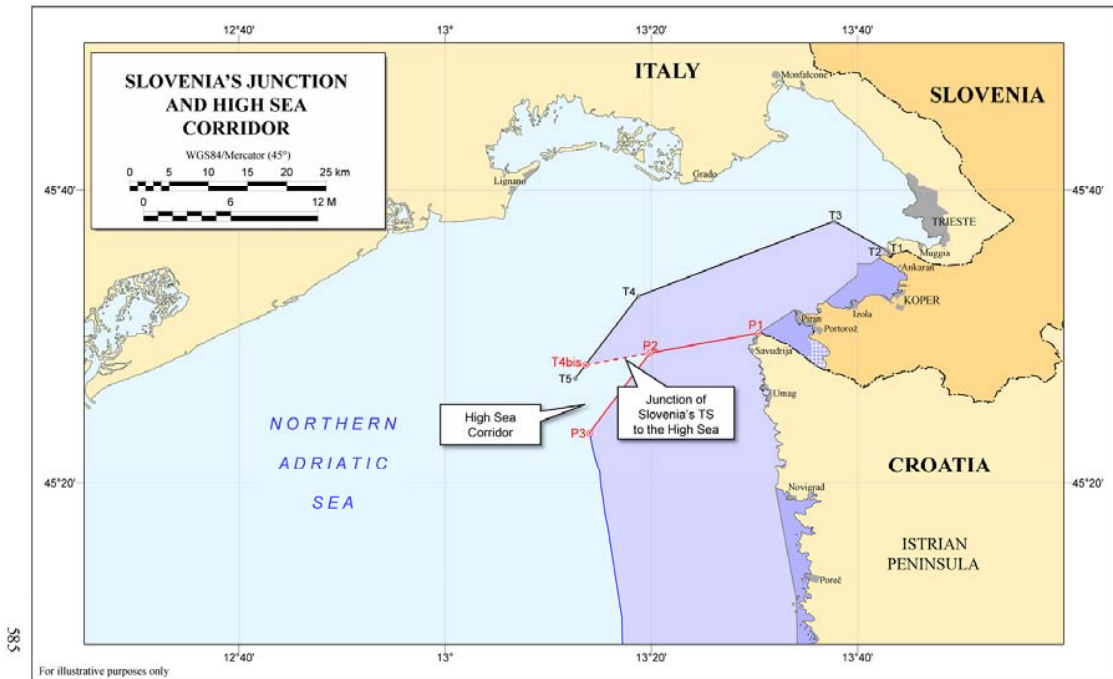 12°40'
13°
13°20'
13°40'
SLOVENIA'S JUNCTION
AND HIGH SEA
CORRIDOR
WGS84/Mercator (45°)
0 5 10 15 20 25 km
0 6 12 M
ITALY
Monfalcone
SLOVENIA
45°40'
45°40'
Lignano
Grado
TRIESTE
T3
T2
T1
Muggia
Ankaran
T4
KOPER
Izola
Piran
Portorož
P1
P2
Savudrija
T4bis
T5
Umag
High Sea
Corridor
Junction of
Slovenia's TS
to the High Sea
P3
NORTHERN
ADRIATIC
SEA
CROATIA
45°20'
45°20'
Novigrad
ISTRIAN
PENINSULA
Poreč
12°40'
13°
13°20'
13°40'
For illustrative purposes only
585